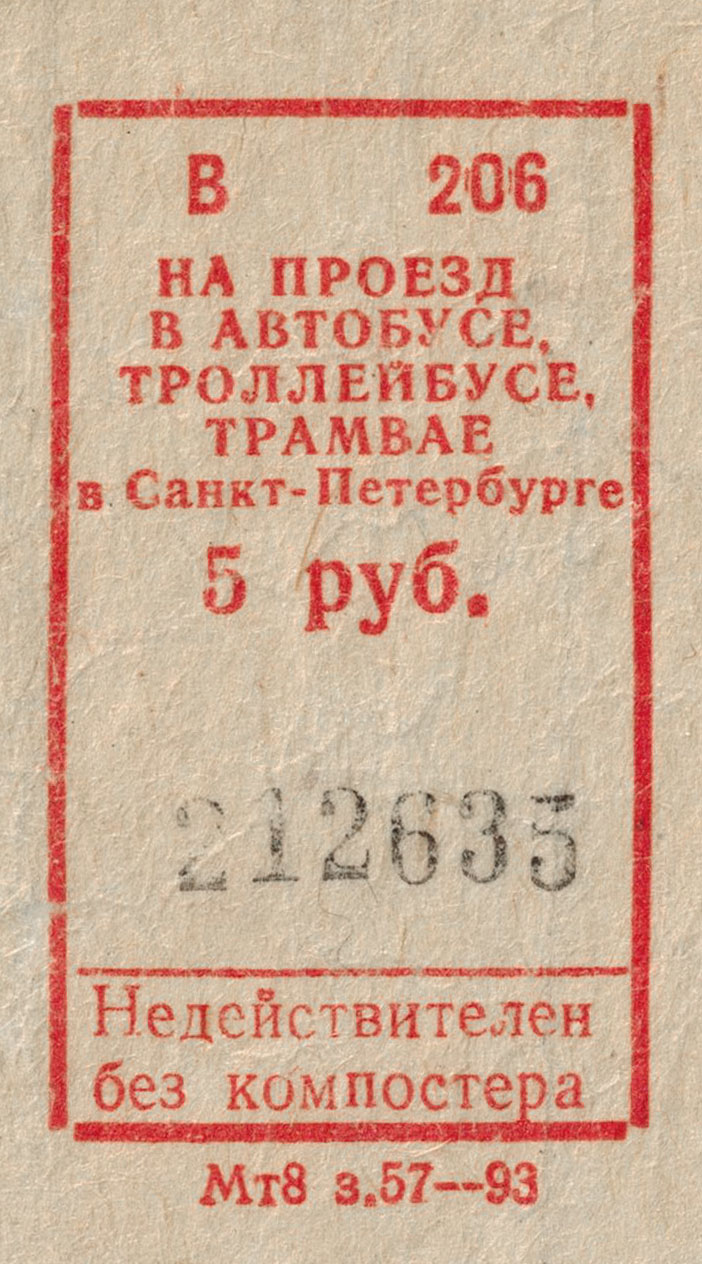 В 206
НА ПРОЕЗД
В АВТОБУСЕ,
ТРОЛЛЕЙБУСЕ,
ТРАМВАЕ
в Санкт-Петербурге
5 руб.
212635
Недействителен
без компостера
Мт8 з.57—93